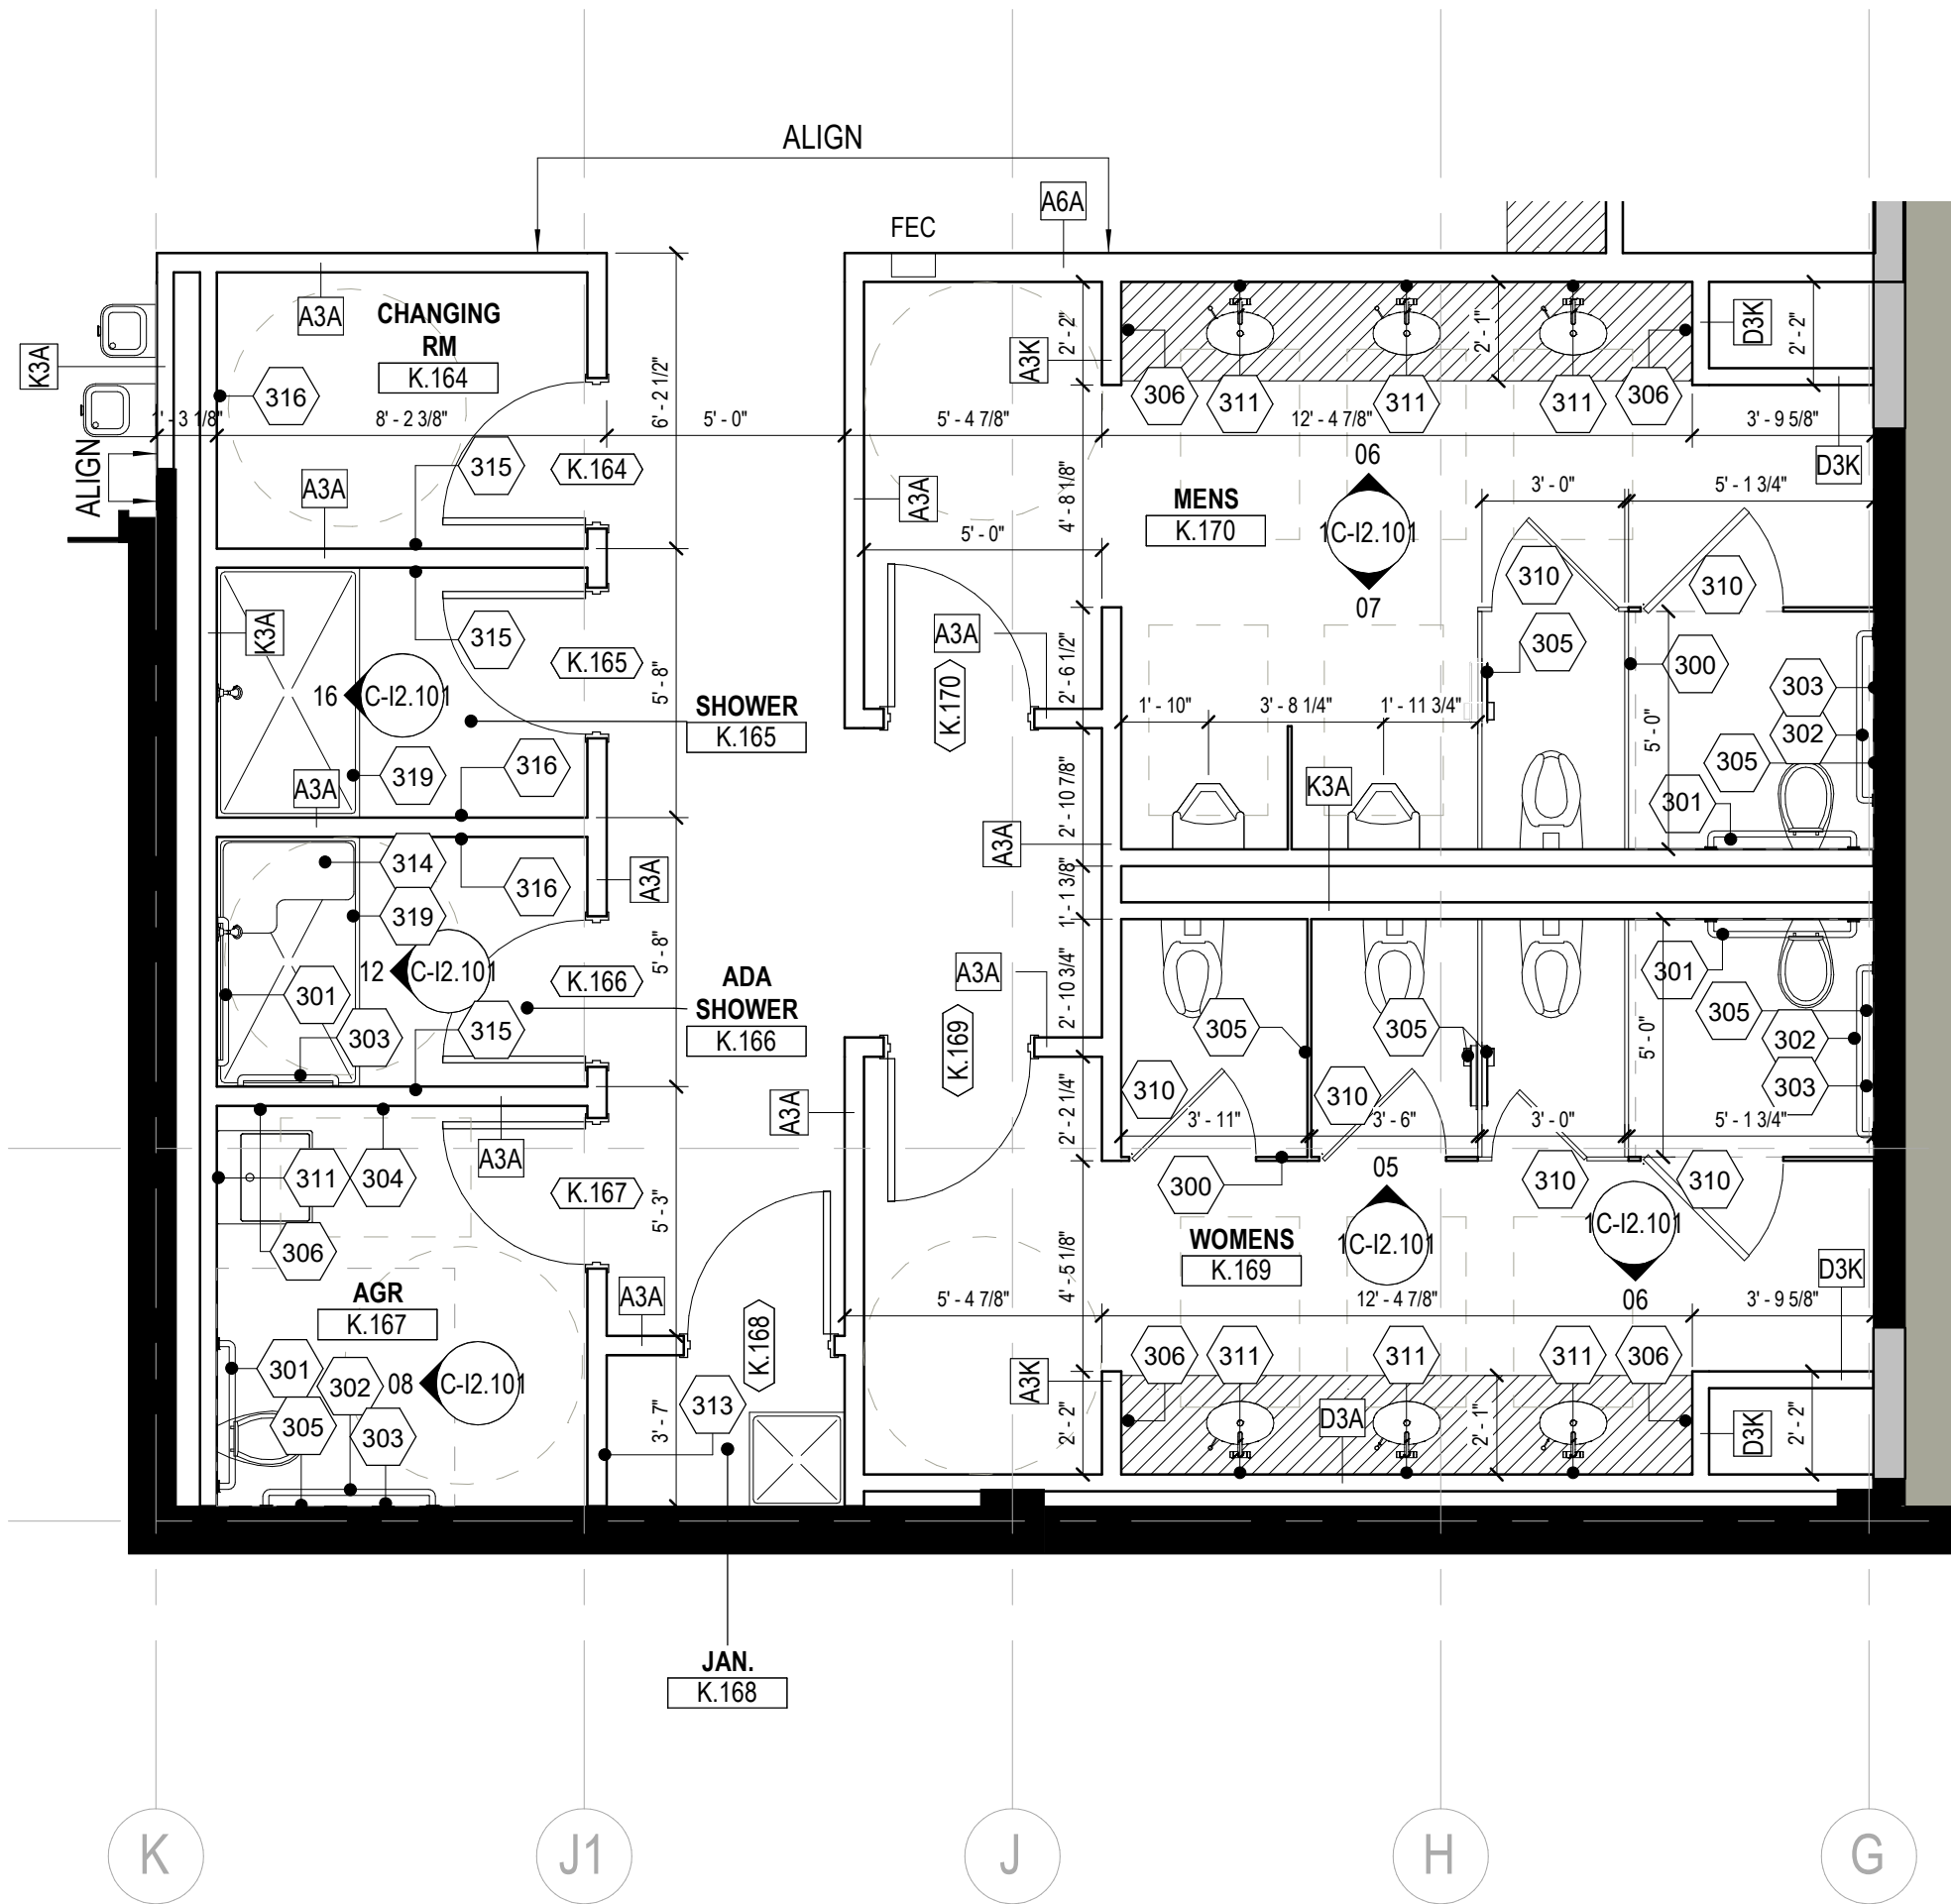 ALIGN
A6A
FEC
A3A
CHANGING
RM
K.164
K3A
316
A3K
2' - 2"
2' - 1"
D3K
2' - 2"
306
311
311
311
306
1' - 3 1/8"
8' - 2 3/8"
6' - 2 1/2"
5' - 0"
5' - 4 7/8"
12' - 4 7/8"
3' - 9 5/8"
ALIGN
A3A
315
K.164
A3A
4' - 8 1/8"
06
D3K
MENS
K.170
1C-I2.101
07
3' - 0"
5' - 1 3/4"
5' - 0"
310
310
K3A
315
K.165
A3A
K.170
2' - 6 1/2"
305
300
303
302
305
301
5' - 0"
16
C-I2.101
5' - 8"
SHOWER
K.165
1' - 10"
3' - 8 1/4"
1' - 11 3/4"
A3A
319
316
K3A
2' - 10 7/8"
A3A
314
316
A3A
319
1' - 1 3/8"
12
C-I2.101
K.166
5' - 8"
ADA
SHOWER
K.166
A3A
2' - 10 3/4"
301
303
315
K.169
305
305
301
305
302
303
5' - 0"
A3A
2' - 2 1/4"
310
310
3' - 11"
3' - 6"
3' - 0"
5' - 1 3/4"
A3A
311
304
K.167
5' - 3"
300
05
310
310
306
WOMENS
K.169
1C-I2.101
1C-I2.101
06
4' - 5 1/8"
D3K
AGR
K.167
A3A
K.168
5' - 4 7/8"
12' - 4 7/8"
3' - 9 5/8"
301
302
08
C-I2.101
305
303
313
3' - 7"
A3K
2' - 2"
306
311
311
311
306
D3A
2' - 1"
D3K
2' - 2"
JAN.
K.168
K
J1
J
H
G